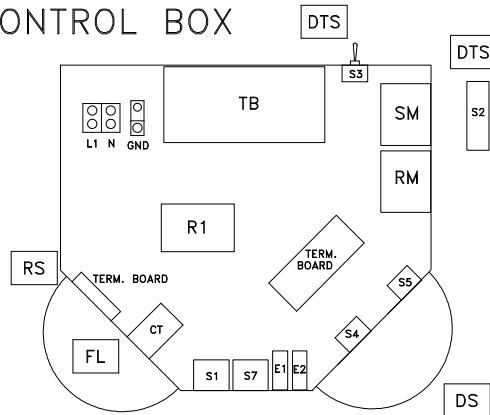 ONTROL BOX
DTS
DTS
S3
TB
SM
S2
L1 N GND
RM
R1
TERM.
BOARD
RS
TERM. BOARD
S5
CT
S4
FL
S1
S7
E1
E2
DS